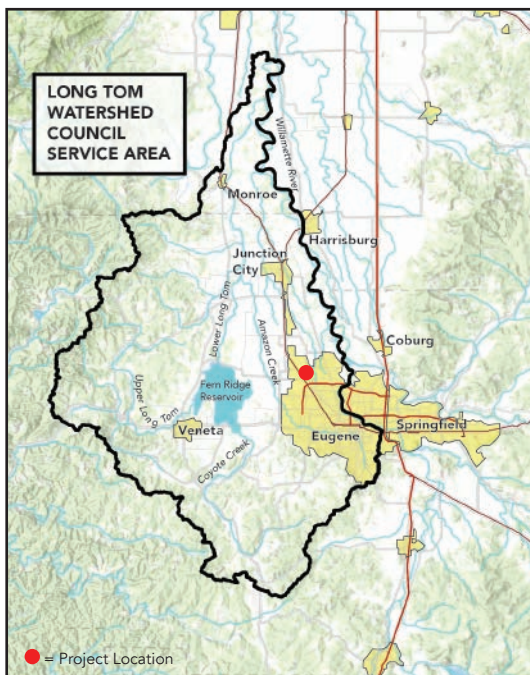 LONG TOM
WATERSHED
COUNCIL
SERVICE AREA
Willamette River
Monroe
Harrisburg
Junction
City
Lower Long Tom
Amazon Creek
Coburg
Fern Ridge
Reservoir
Upper Long Tom
Veneta
Springfield
Eugene
Coyote Creek
= Project Location